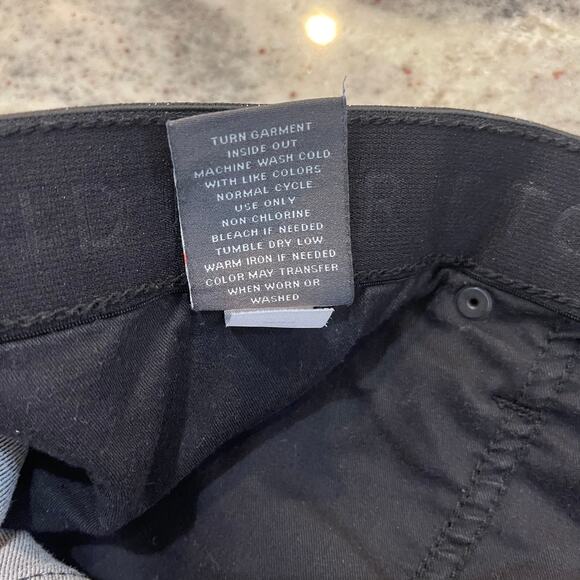 TURN GARMENT
INSIDE OUT
MACHINE WASH COLD
WITH LIKE COLORS
NORMAL CYCLE
USE ONLY
NON CHLORINE
BLEACH IF NEEDED
TUMBLE DRY LOW
WARM IRON IF NEEDED
COLOR MAY TRANSFER
WHEN WORN OR
WASHED